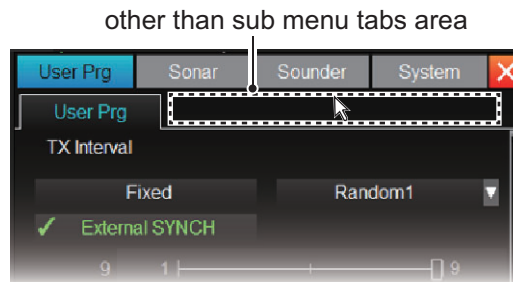 other than sub menu tabs area
User Prg Sonar Sounder System X
User Prg
TX Interval
Fixed Random1 ▼
✓ External SYNCH
9 1 9